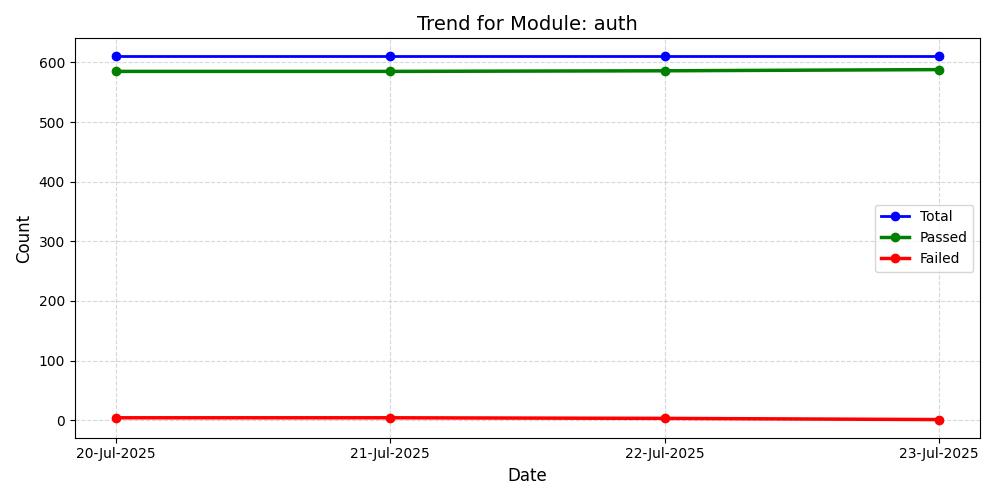 Trend for Module: auth
Count
600
500
400
300
200
100
0
Total
Passed
Failed
20-Jul-2025
21-Jul-2025
22-Jul-2025
23-Jul-2025
Date